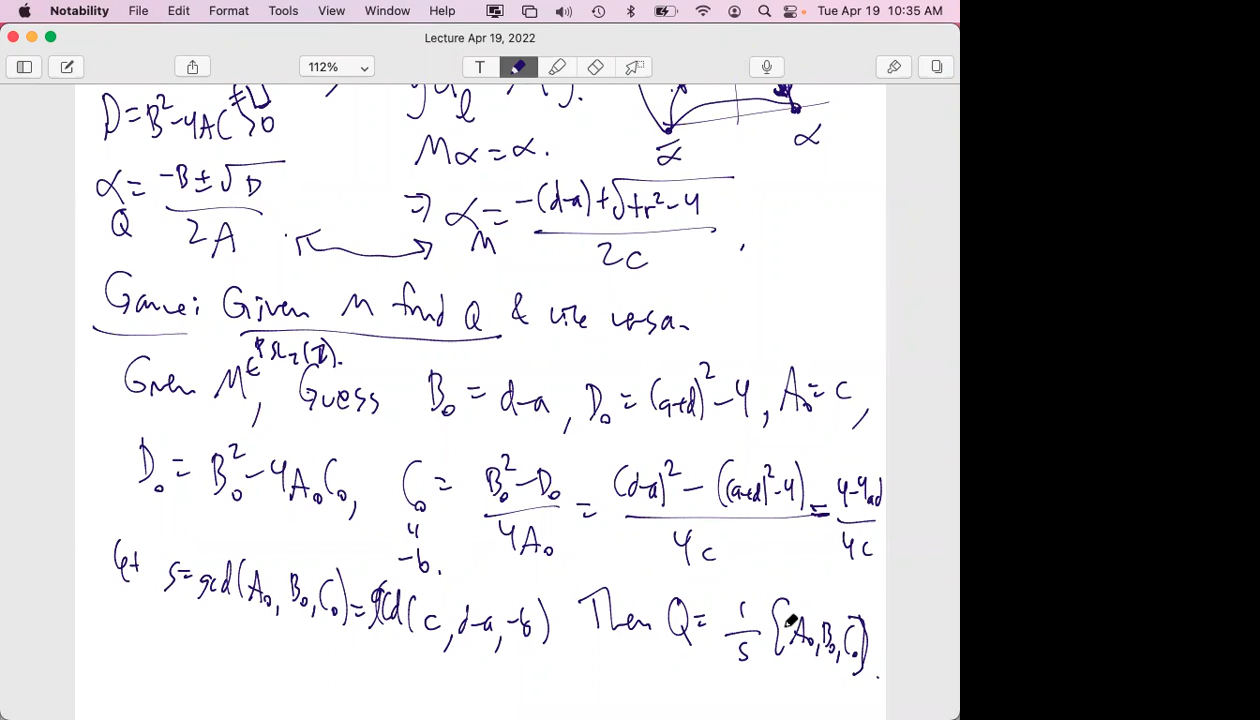 Notability File Edit Format Tools View Window Help Tue Apr 19 10:35 AM
Lecture Apr 19, 2022
112% T
D = B² - 4AC > 0
≠ □
Mα = α.
ᾱ α
α_Q = (-B ± √D) / 2A
⇒ α_M = (-(d-a) + √(tr² - 4)) / 2c ,
Game: Given M find Q & vice versa.
Given M ∈ PSL₂(ℤ), Guess B₀ = d-a, D₀ = (a+d)² - 4, A₀ = c,
D₀ = B₀² - 4A₀C₀, C₀ = (B₀² - D₀) / 4A₀ = ((d-a)² - ((a+d)² - 4)) / 4c = (4 - 4ad) / 4c
" -b.
Let s = gcd(A₀, B₀, C₀) = gcd(c, d-a, -b) Then Q = 1/s {A₀, B₀, C₀}.